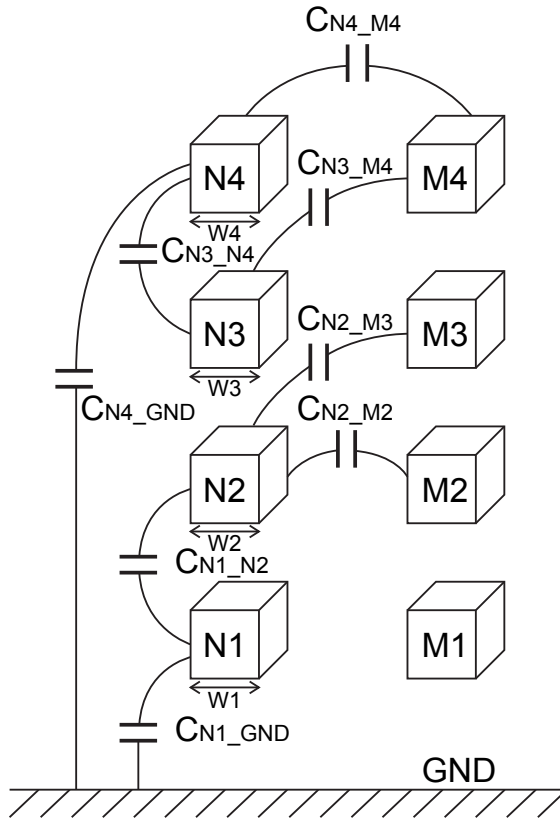 CN4_M4
N4
CN3_M4
M4
W4
CN3_N4
N3
CN2_M3
M3
W3
CN4_GND
CN2_M2
N2
M2
W2
CN1_N2
N1
M1
W1
CN1_GND
GND